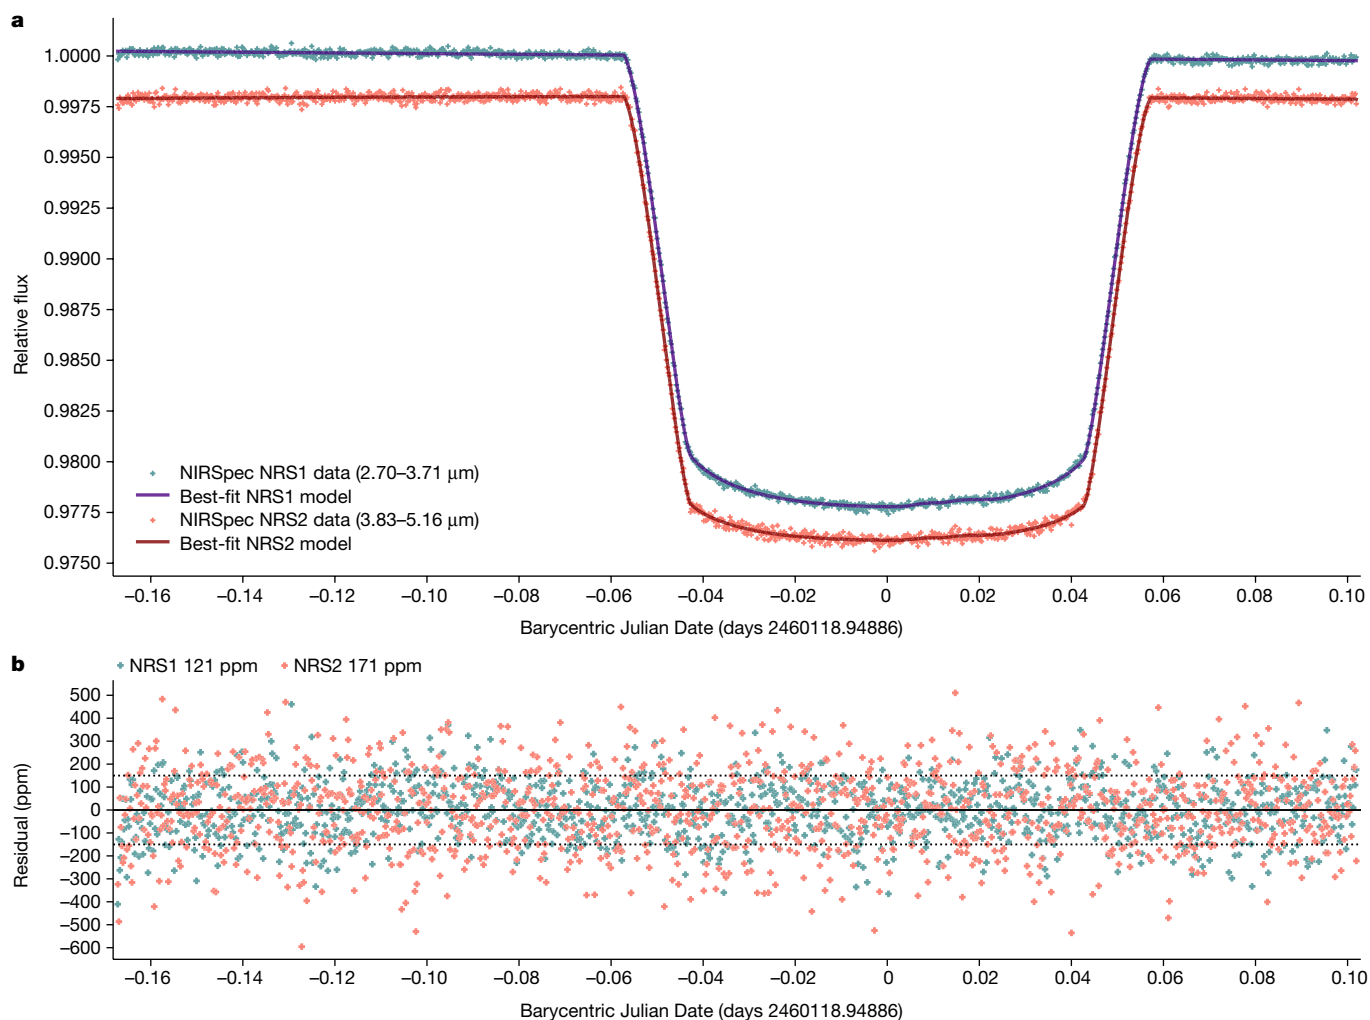 a
1.0000
0.9975
0.9950
0.9925
0.9900
0.9875
0.9850
0.9825
0.9800
0.9775
0.9750
Relative flux
NIRSpec NRS1 data (2.70–3.71 μm)
Best-fit NRS1 model
NIRSpec NRS2 data (3.83–5.16 μm)
Best-fit NRS2 model
–0.16 –0.14 –0.12 –0.10 –0.08 –0.06 –0.04 –0.02 0 0.02 0.04 0.06 0.08 0.10
Barycentric Julian Date (days 2460118.94886)
b
NRS1 121 ppm NRS2 171 ppm
500
400
300
200
100
0
–100
–200
–300
–400
–500
–600
Residual (ppm)
–0.16 –0.14 –0.12 –0.10 –0.08 –0.06 –0.04 –0.02 0 0.02 0.04 0.06 0.08 0.10
Barycentric Julian Date (days 2460118.94886)